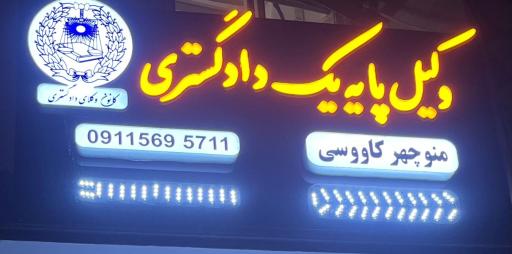 وکیل پایه یک دادگستری
کانون وکلای دادگستری
منوچهر کاووسی
0911569 5711